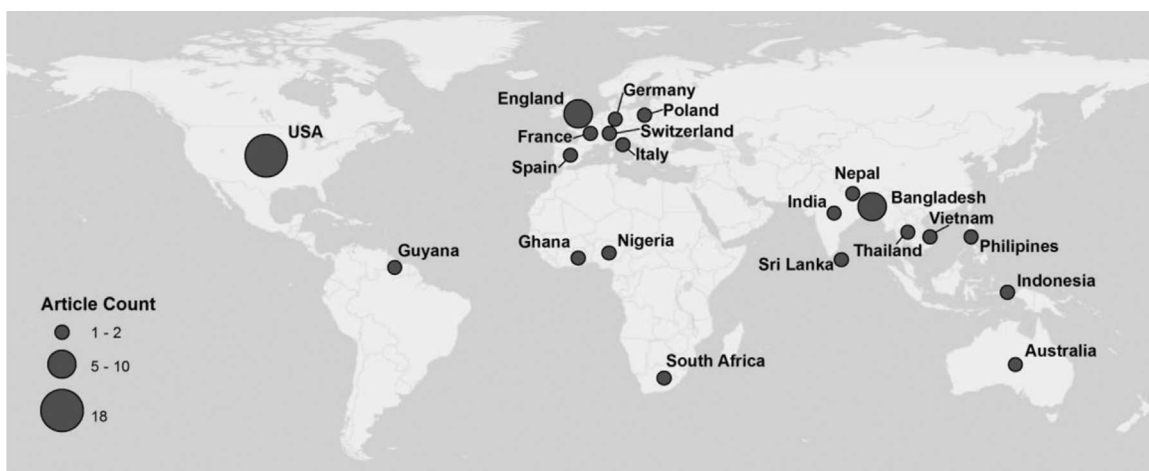 Germany
England
Poland
USA
France
Switzerland
Italy
Spain
Nepal
India
Bangladesh
Vietnam
Ghana
Nigeria
Thailand
Philipines
Guyana
Sri Lanka
Indonesia
Article Count
1 - 2
5 - 10
18
South Africa
Australia